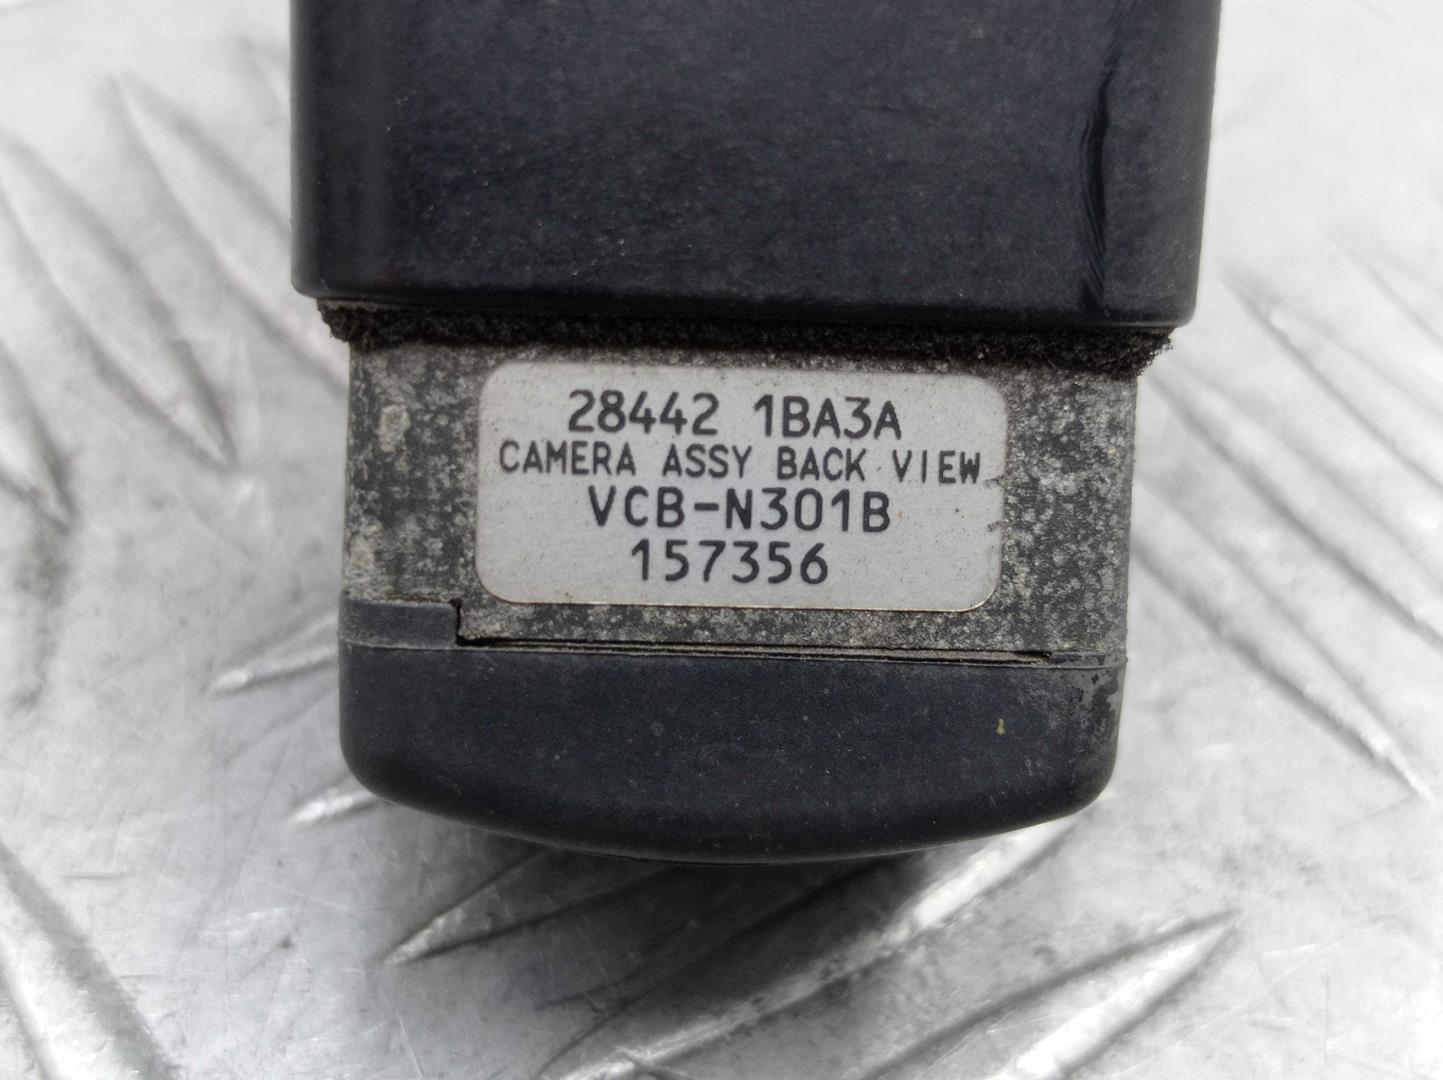 28442 1BA3A
CAMERA ASSY BACK VIEW
VCB-N301B
157356